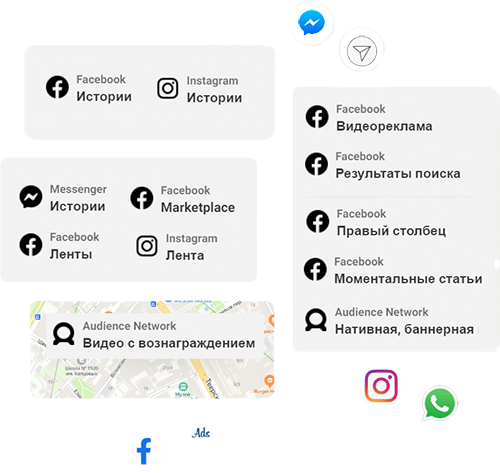 Facebook
Истории
Instagram
Истории
Messenger
Истории
Facebook
Marketplace
Facebook
Ленты
Instagram
Лента
Audience Network
Видео с вознаграждением
Музей
Facebook
Видеореклама
Facebook
Результаты поиска
Facebook
Правый столбец
Facebook
Моментальные статьи
Audience Network
Нативная, баннерная
Ads